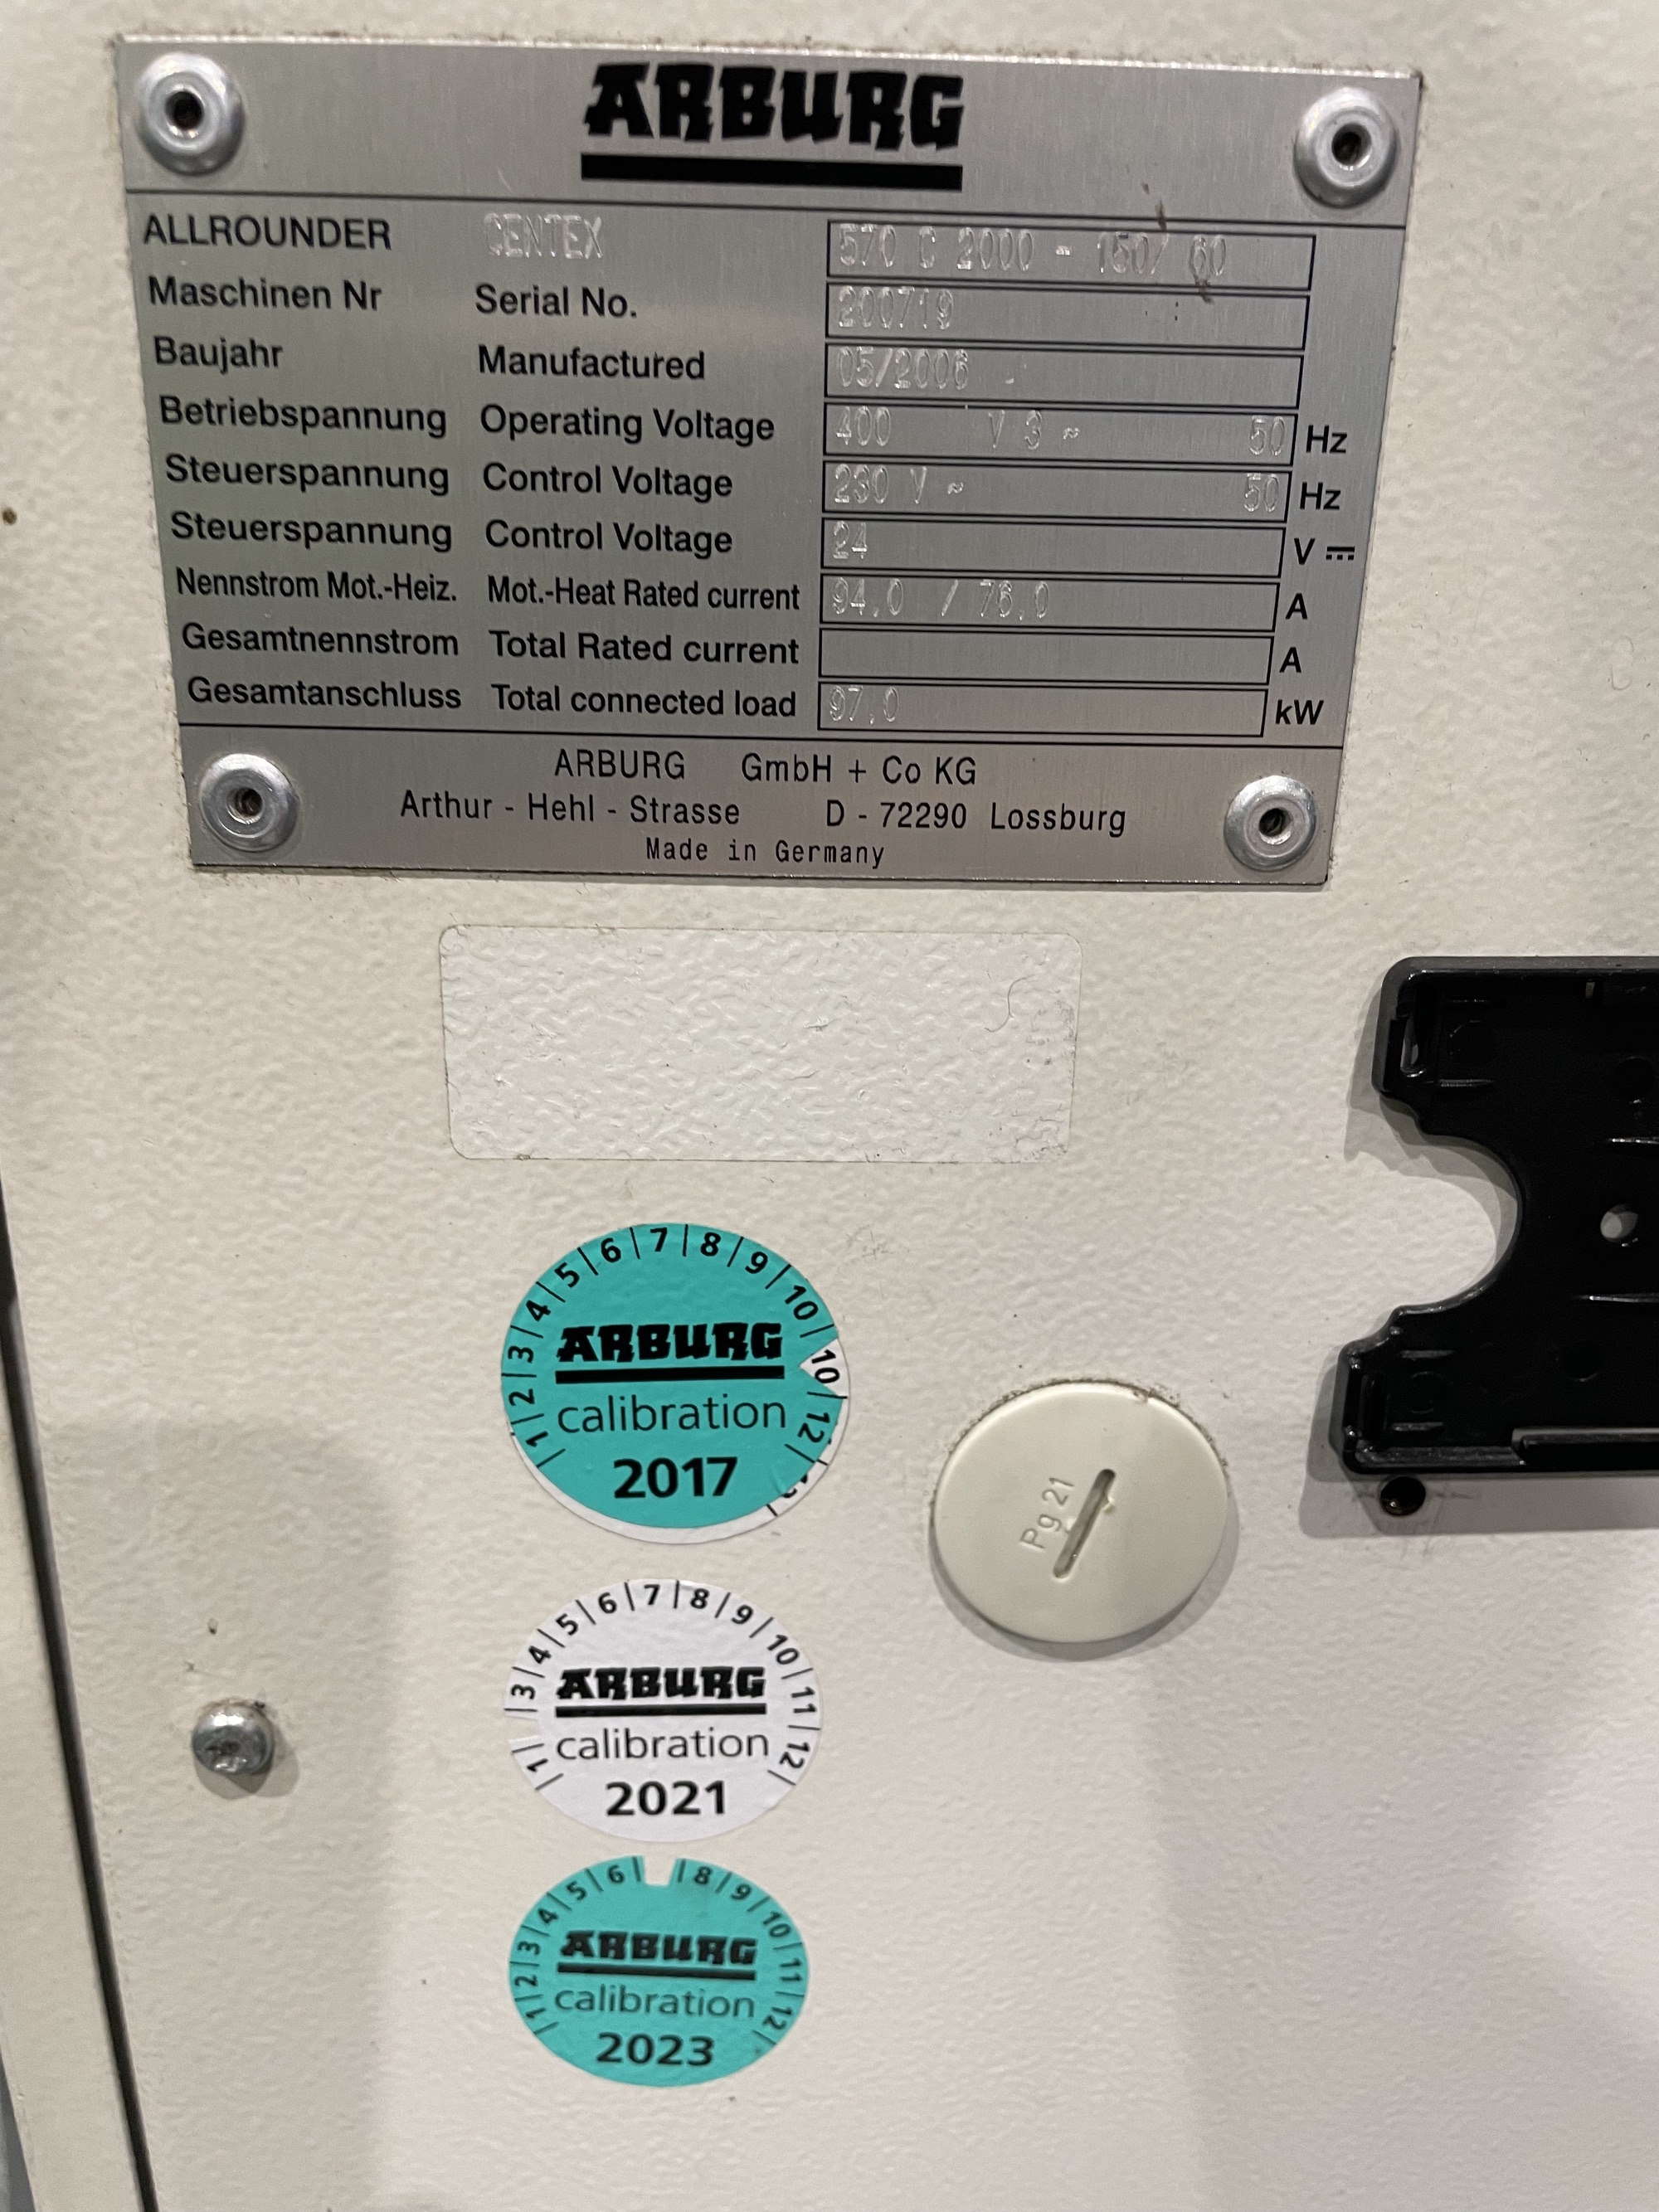 ARBURG
ALLROUNDER CENTEX 570 C 2000 - 150/ 60
Maschinen Nr Serial No. 200719
Baujahr Manufactured 05/2006
Betriebspannung Operating Voltage 400 V 3 ~ 50 Hz
Steuerspannung Control Voltage 230 V ~ 50 Hz
Steuerspannung Control Voltage 24 V ⎓
Nennstrom Mot.-Heiz. Mot.-Heat Rated current 94.0 / 76.0 A
Gesamtnennstrom Total Rated current A
Gesamtanschluss Total connected load 97.0 kW
ARBURG GmbH + Co KG
Arthur - Hehl - Strasse D - 72290 Lossburg
Made in Germany
1 2 3 4 5 6 7 8 9 10 10 12
ARBURG
calibration
2017
Pg 21
1 3 4 5 6 7 8 9 10 11 12
ARBURG
calibration
2021
1 2 3 4 5 6 8 9 10 11 12
ARBURG
calibration
2023